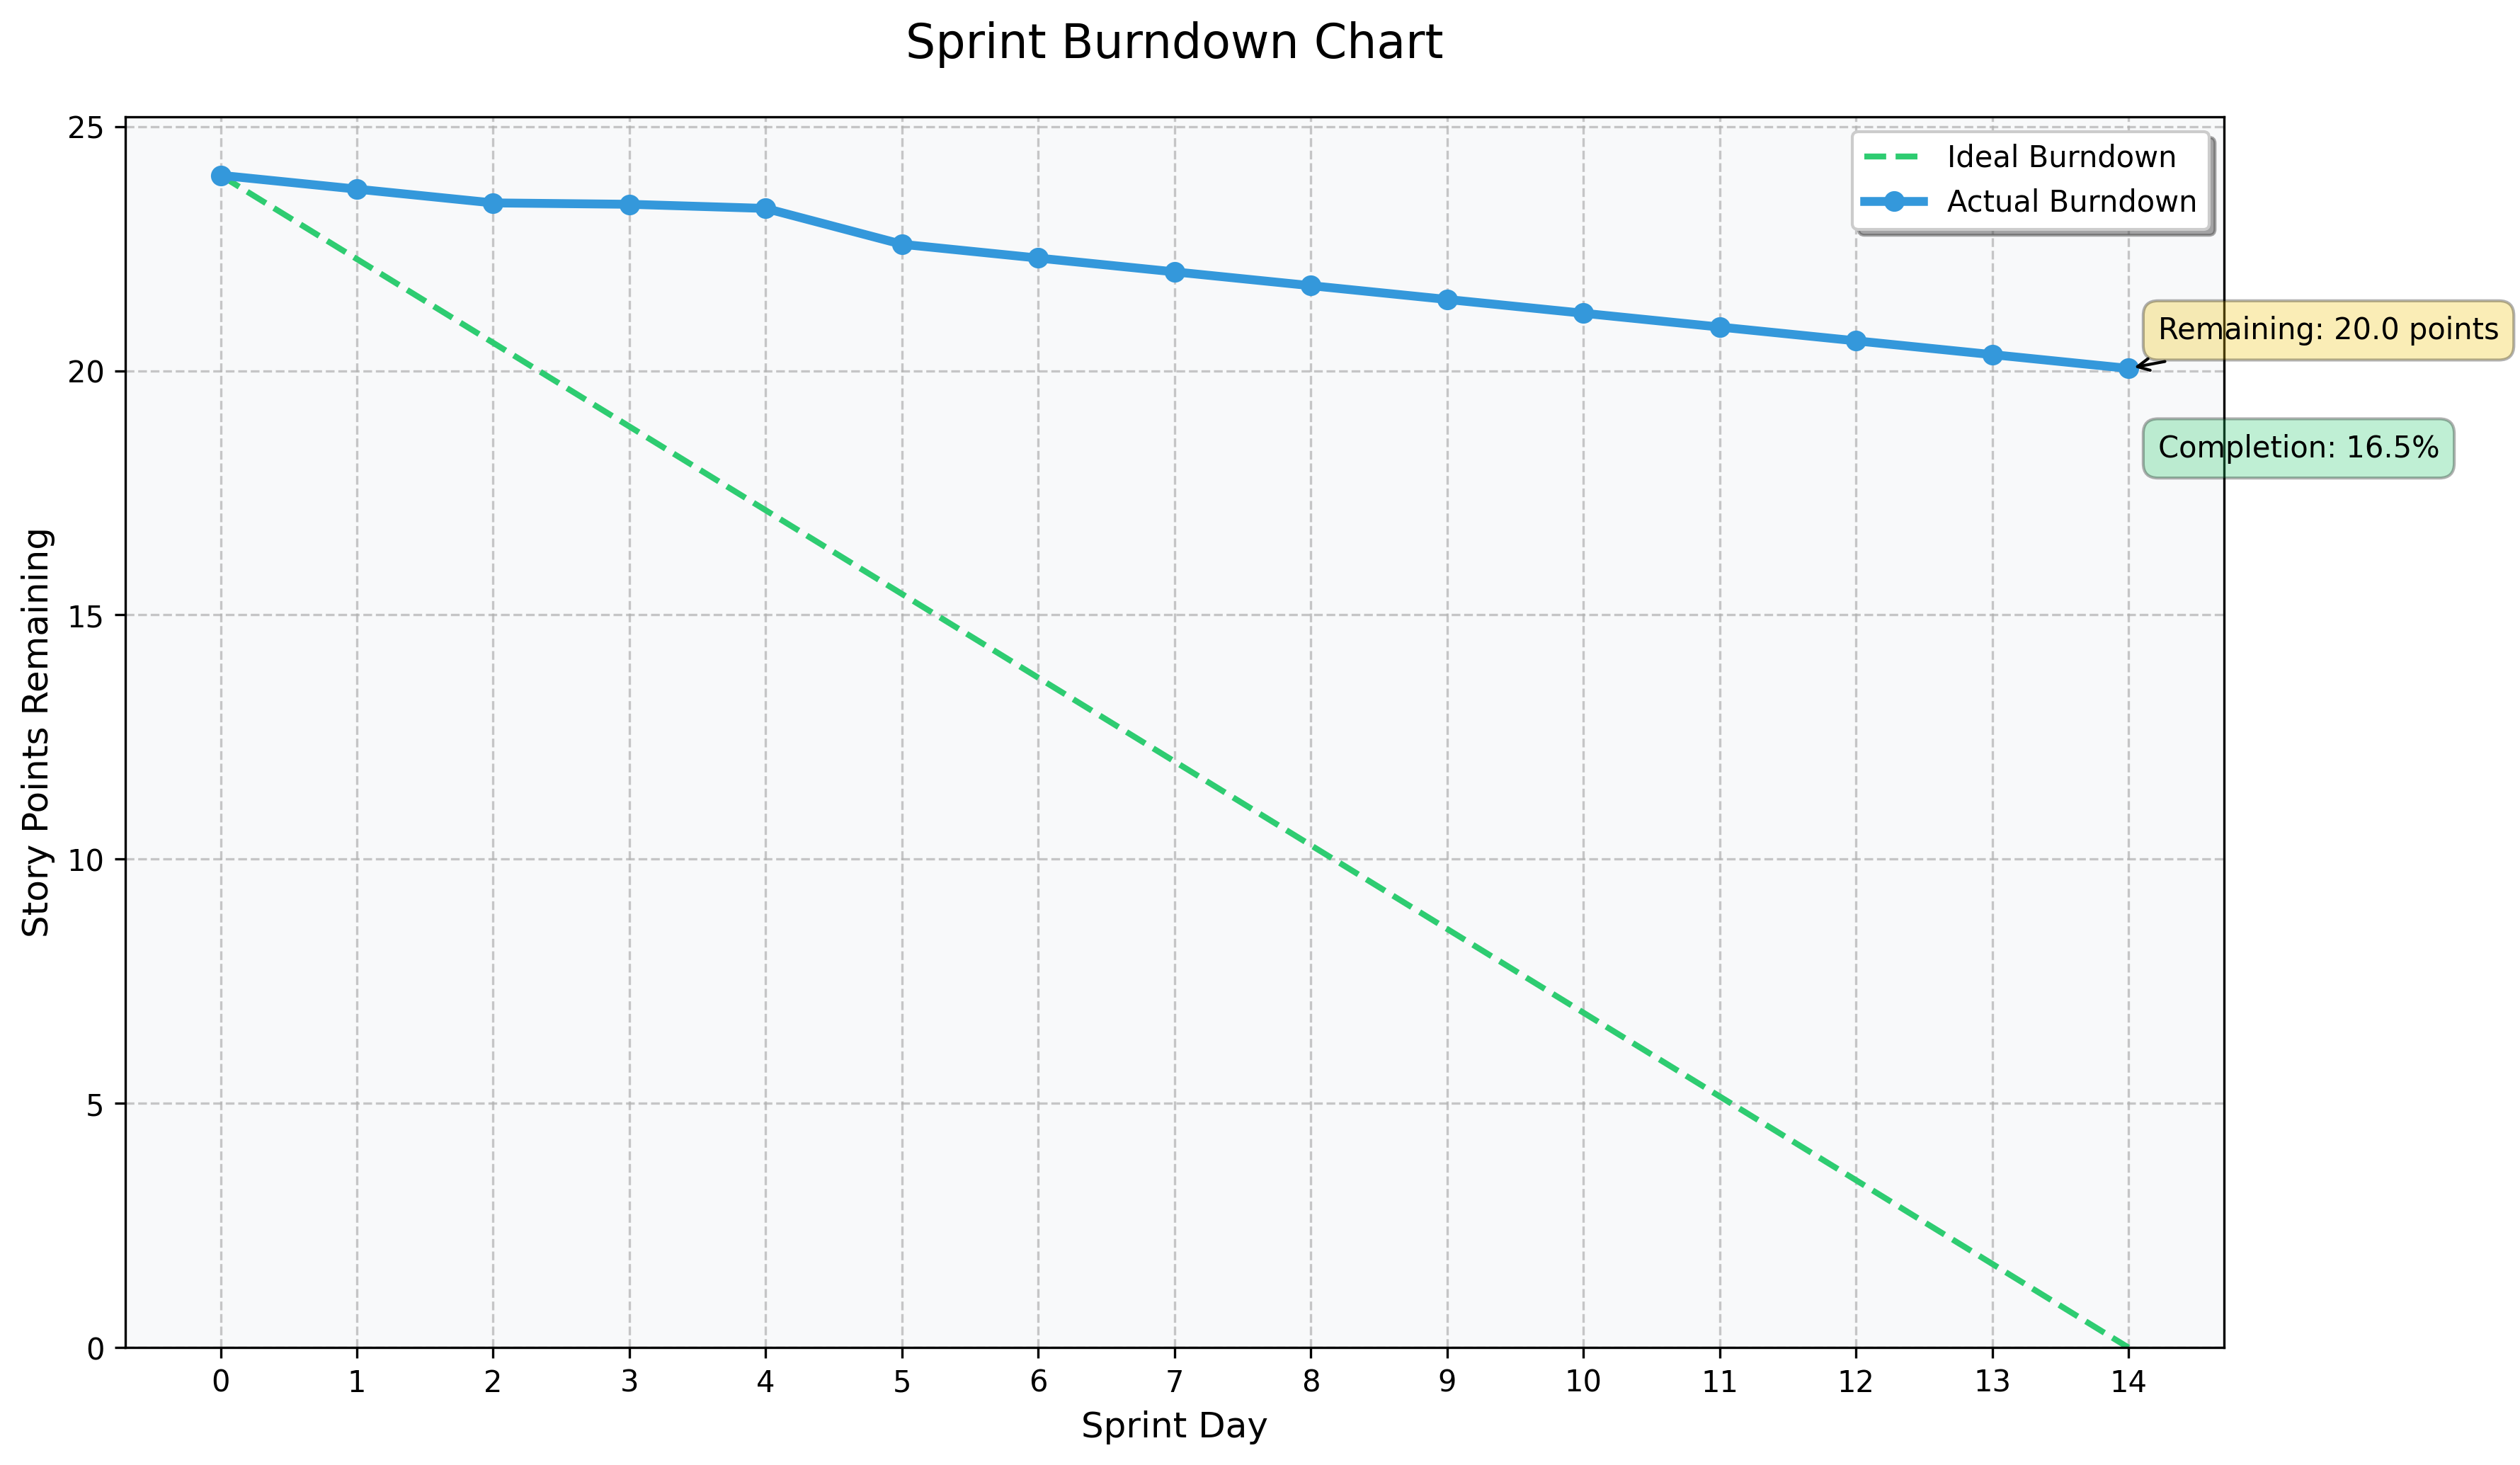 Sprint Burndown Chart
25
20
15
10
5
0
Story Points Remaining
Ideal Burndown
Actual Burndown
Remaining: 20.0 points
Completion: 16.5%
0 1 2 3 4 5 6 7 8 9 10 11 12 13 14
Sprint Day